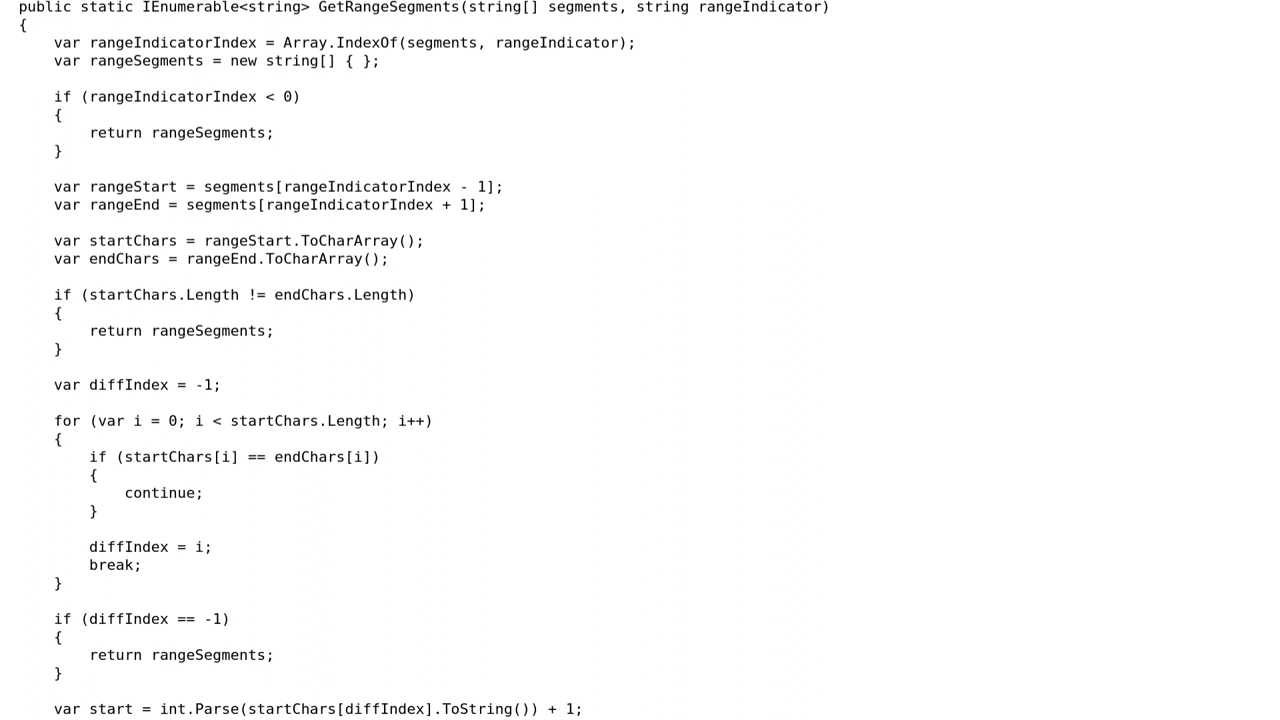 public static IEnumerable<string> GetRangeSegments(string[] segments, string rangeIndicator)
{
    var rangeIndicatorIndex = Array.IndexOf(segments, rangeIndicator);
    var rangeSegments = new string[] { };

    if (rangeIndicatorIndex < 0)
    {
        return rangeSegments;
    }

    var rangeStart = segments[rangeIndicatorIndex - 1];
    var rangeEnd = segments[rangeIndicatorIndex + 1];

    var startChars = rangeStart.ToCharArray();
    var endChars = rangeEnd.ToCharArray();

    if (startChars.Length != endChars.Length)
    {
        return rangeSegments;
    }

    var diffIndex = -1;

    for (var i = 0; i < startChars.Length; i++)
    {
        if (startChars[i] == endChars[i])
        {
            continue;
        }

        diffIndex = i;
        break;
    }

    if (diffIndex == -1)
    {
        return rangeSegments;
    }

    var start = int.Parse(startChars[diffIndex].ToString()) + 1;